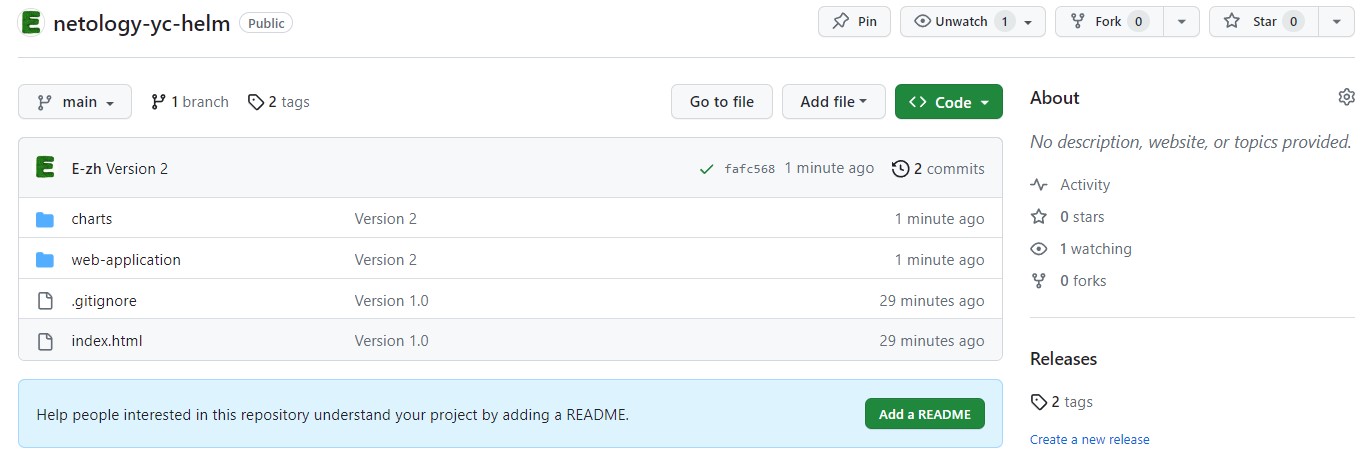 netology-yc-helm Public Pin Unwatch 1 Fork 0 Star 0
main 1 branch 2 tags Go to file Add file Code
E-zh Version 2 fafc568 1 minute ago 2 commits
charts Version 2 1 minute ago
web-application Version 2 1 minute ago
.gitignore Version 1.0 29 minutes ago
index.html Version 1.0 29 minutes ago
Help people interested in this repository understand your project by adding a README. Add a README
About
No description, website, or topics provided.
Activity
0 stars
1 watching
0 forks
Releases
2 tags
Create a new release